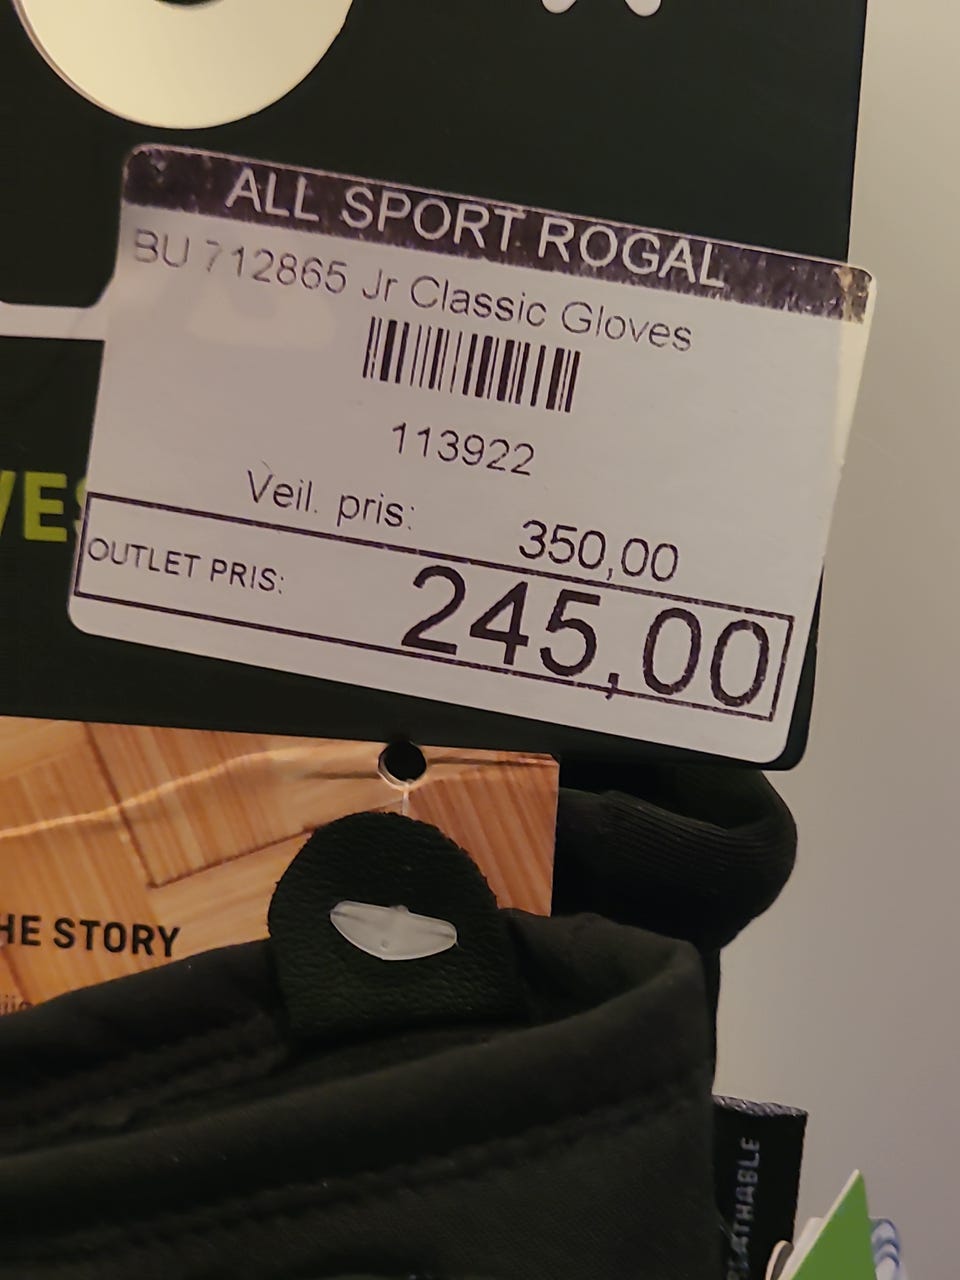 ALL SPORT ROGAL
BU 712865 Jr Classic Gloves
113922
Veil. pris: 350,00
OUTLET PRIS: 245,00
VES
HE STORY
EATHABLE